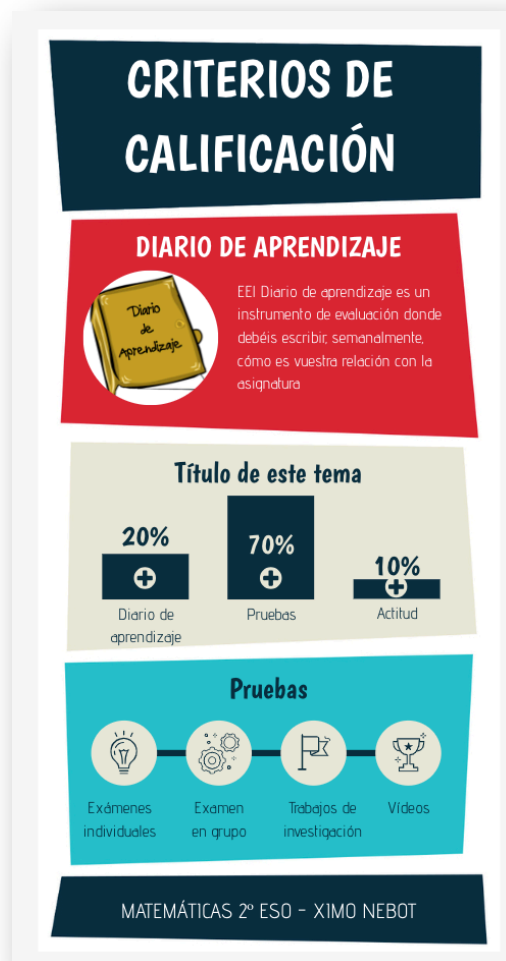 CRITERIOS DE
CALIFICACIÓN
DIARIO DE APRENDIZAJE
Diario
de
Aprendizaje
EEl Diario de aprendizaje es un
instrumento de evaluación donde
debéis escribir, semanalmente,
cómo es vuestra relación con la
asignatura
Título de este tema
20%
70%
10%
Diario de
aprendizaje
Pruebas
Actitud
Pruebas
Exámenes
individuales
Examen
en grupo
Trabajos de
investigación
Vídeos
MATEMÁTICAS 2º ESO - XIMO NEBOT